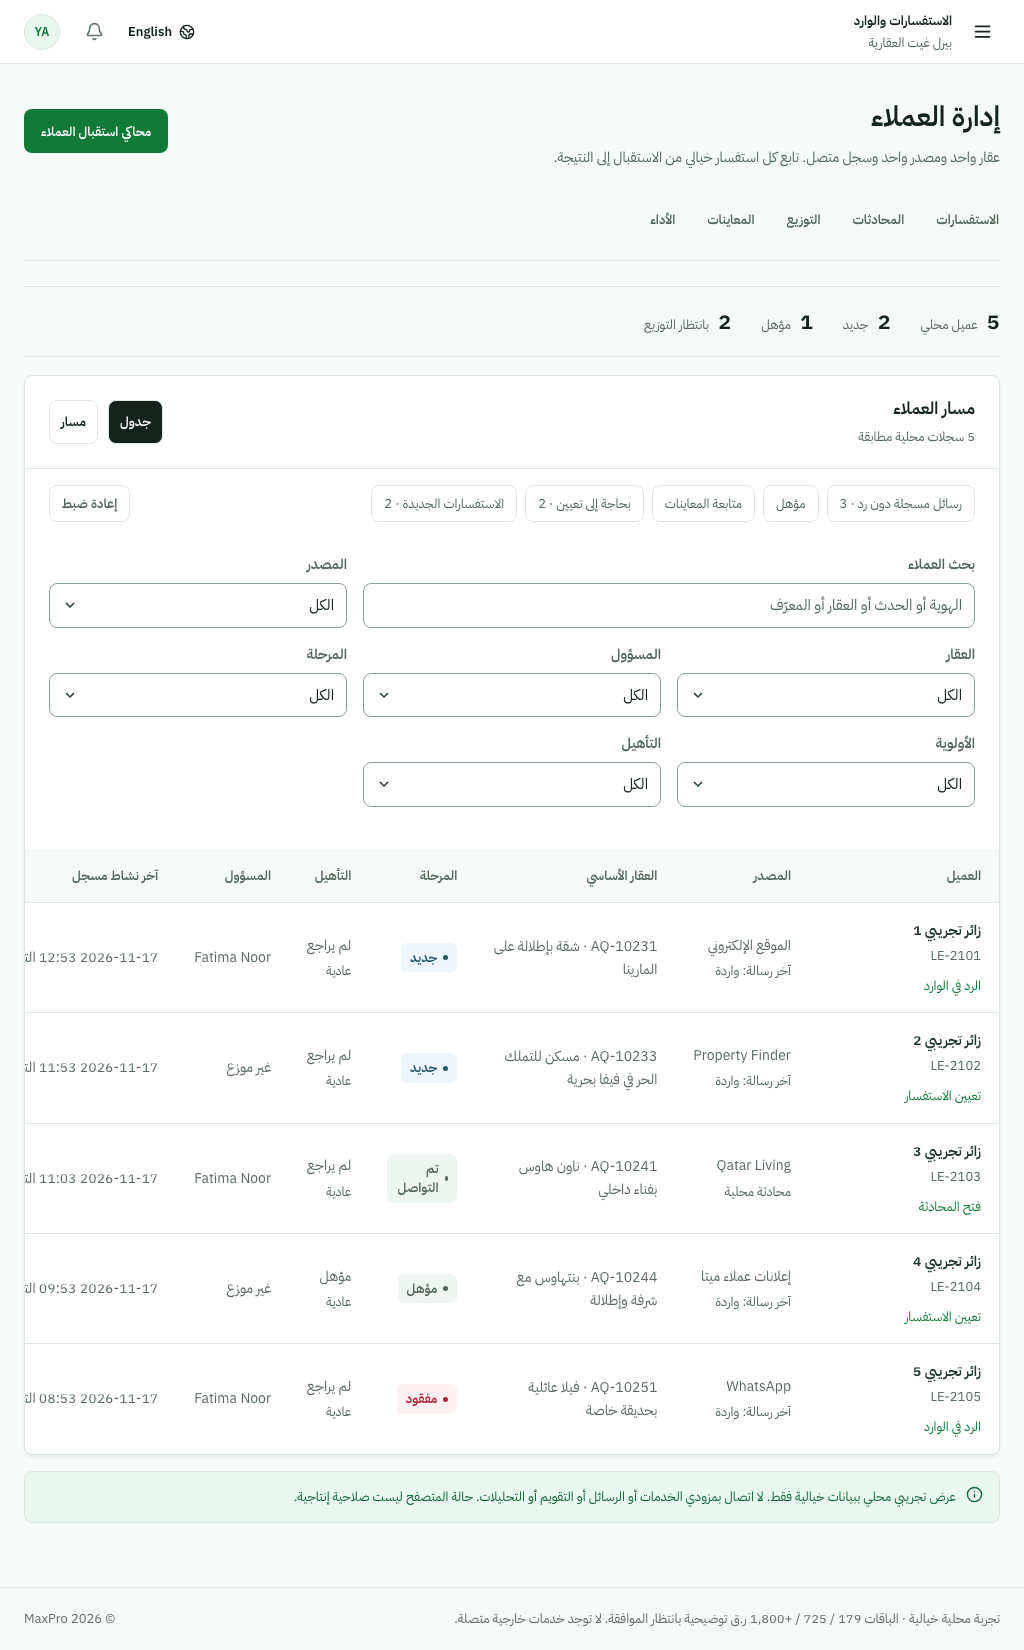 الاستفسارات والوارد
بيرل غيت العقارية
English
YA
إدارة العملاء
عقار واحد ومصدر واحد وسجل متصل. تابع كل استفسار خيالي من الاستقبال إلى النتيجة.
محاكي استقبال العملاء
الاستفسارات المحادثات التوزيع المعاينات الأداء
5 عميل محلي 2 جديد 1 مؤهل 2 بانتظار التوزيع
مسار العملاء
5 سجلات محلية مطابقة
جدول مسار
رسائل مسجلة دون رد · 3 مؤهل متابعة المعاينات بحاجة إلى تعيين · 2 الاستفسارات الجديدة · 2 إعادة ضبط
بحث العملاء المصدر
الهوية أو الحدث أو العقار أو المعرّف الكل
العقار المسؤول المرحلة
الكل الكل الكل
الأولوية التأهيل
الكل الكل
العميل المصدر العقار الأساسي المرحلة التأهيل المسؤول آخر نشاط مسجل
زائر تجريبي 1
LE-2101
الرد في الوارد
الموقع الإلكتروني
آخر رسالة: واردة
AQ-10231 · شقة بإطلالة على
المارينا
جديد
لم يراجع
عادية
Fatima Noor
2026-11-17 12:53
زائر تجريبي 2
LE-2102
تعيين الاستفسار
Property Finder
آخر رسالة: واردة
AQ-10233 · مسكن للتملك
الحر في فيفا بحرية
جديد
لم يراجع
عادية
غير موزع
2026-11-17 11:53
زائر تجريبي 3
LE-2103
فتح المحادثة
Qatar Living
محادثة محلية
AQ-10241 · تاون هاوس
بفناء داخلي
تم
التواصل
لم يراجع
عادية
Fatima Noor
2026-11-17 11:03
زائر تجريبي 4
LE-2104
تعيين الاستفسار
إعلانات عملاء ميتا
آخر رسالة: واردة
AQ-10244 · بنتهاوس مع
شرفة وإطلالة
مؤهل
مؤهل
عادية
غير موزع
2026-11-17 09:53
زائر تجريبي 5
LE-2105
الرد في الوارد
WhatsApp
آخر رسالة: واردة
AQ-10251 · فيلا عائلية
بحديقة خاصة
مفقود
لم يراجع
عادية
Fatima Noor
2026-11-17 08:53
عرض تجريبي محلي ببيانات خيالية فقط. لا اتصال بمزودي الخدمات أو الرسائل أو التقويم أو التحليلات. حالة المتصفح ليست صلاحية إنتاجية.
تجربة محلية خيالية · الباقات 179 / 725 / +1,800 ر.ق توضيحية بانتظار الموافقة. لا توجد خدمات خارجية متصلة.
© 2026 MaxPro